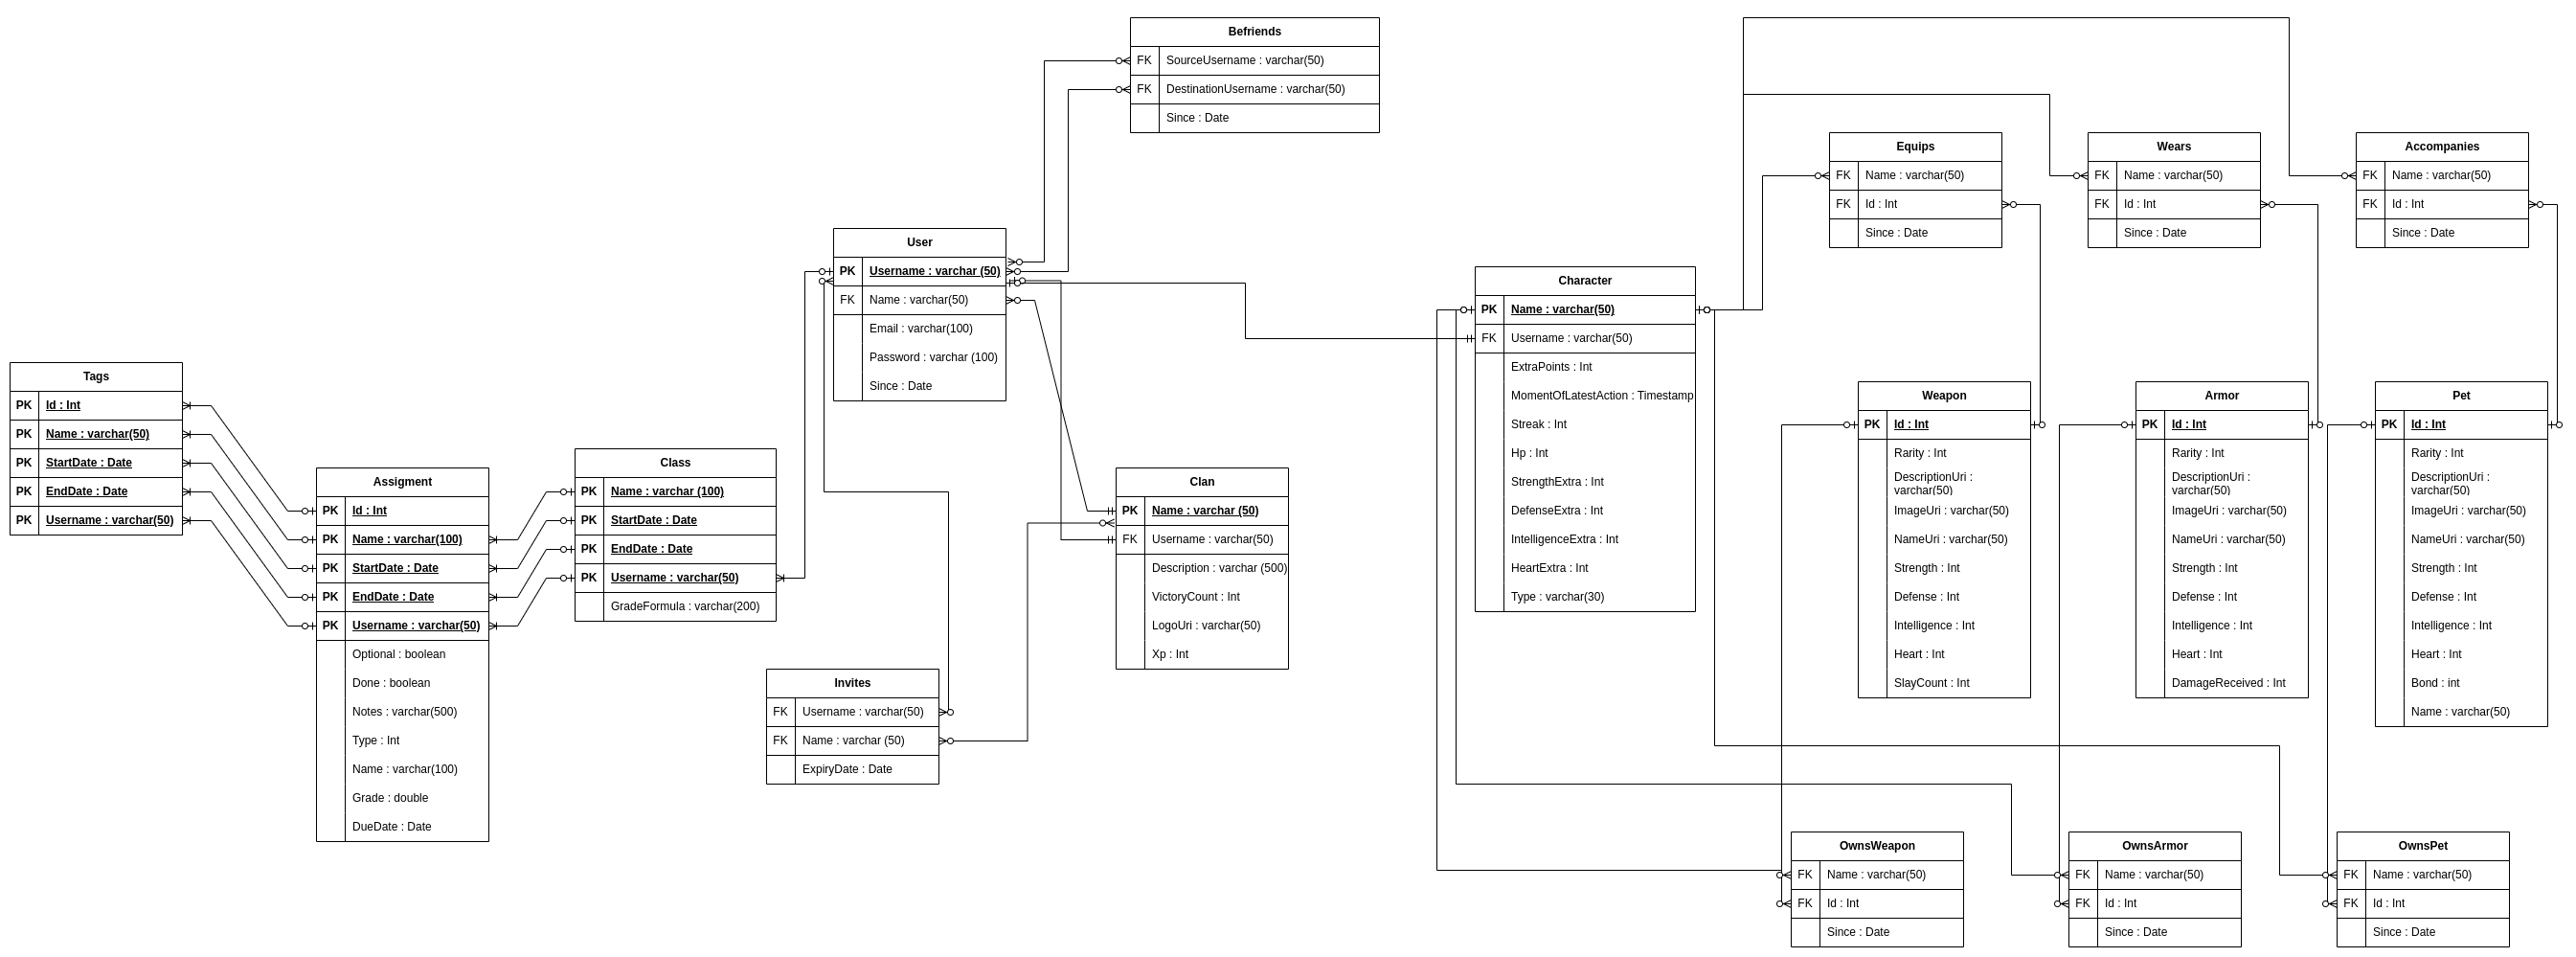 Befriends
FK SourceUsername : varchar(50)
FK DestinationUsername : varchar(50)
Since : Date
Equips
FK Name : varchar(50)
FK Id : Int
Since : Date
Wears
FK Name : varchar(50)
FK Id : Int
Since : Date
Accompanies
FK Name : varchar(50)
FK Id : Int
Since : Date
User
PK Username : varchar (50)
FK Name : varchar(50)
Email : varchar(100)
Password : varchar (100)
Since : Date
Character
PK Name : varchar(50)
FK Username : varchar(50)
ExtraPoints : Int
MomentOfLatestAction : Timestamp
Streak : Int
Hp : Int
StrengthExtra : Int
DefenseExtra : Int
IntelligenceExtra : Int
HeartExtra : Int
Type : varchar(30)
Tags
PK Id : Int
PK Name : varchar(50)
PK StartDate : Date
PK EndDate : Date
PK Username : varchar(50)
Assigment
PK Id : Int
PK Name : varchar(100)
PK StartDate : Date
PK EndDate : Date
PK Username : varchar(50)
Optional : boolean
Done : boolean
Notes : varchar(500)
Type : Int
Name : varchar(100)
Grade : double
DueDate : Date
Class
PK Name : varchar (100)
PK StartDate : Date
PK EndDate : Date
PK Username : varchar(50)
GradeFormula : varchar(200)
Clan
PK Name : varchar (50)
FK Username : varchar(50)
Description : varchar (500)
VictoryCount : Int
LogoUri : varchar(50)
Xp : Int
Invites
FK Username : varchar(50)
FK Name : varchar (50)
ExpiryDate : Date
Weapon
PK Id : Int
Rarity : Int
DescriptionUri :
varchar(50)
ImageUri : varchar(50)
NameUri : varchar(50)
Strength : Int
Defense : Int
Intelligence : Int
Heart : Int
SlayCount : Int
Armor
PK Id : Int
Rarity : Int
DescriptionUri :
varchar(50)
ImageUri : varchar(50)
NameUri : varchar(50)
Strength : Int
Defense : Int
Intelligence : Int
Heart : Int
DamageReceived : Int
Pet
PK Id : Int
Rarity : Int
DescriptionUri :
varchar(50)
ImageUri : varchar(50)
NameUri : varchar(50)
Strength : Int
Defense : Int
Intelligence : Int
Heart : Int
Bond : int
Name : varchar(50)
OwnsWeapon
FK Name : varchar(50)
FK Id : Int
Since : Date
OwnsArmor
FK Name : varchar(50)
FK Id : Int
Since : Date
OwnsPet
FK Name : varchar(50)
FK Id : Int
Since : Date